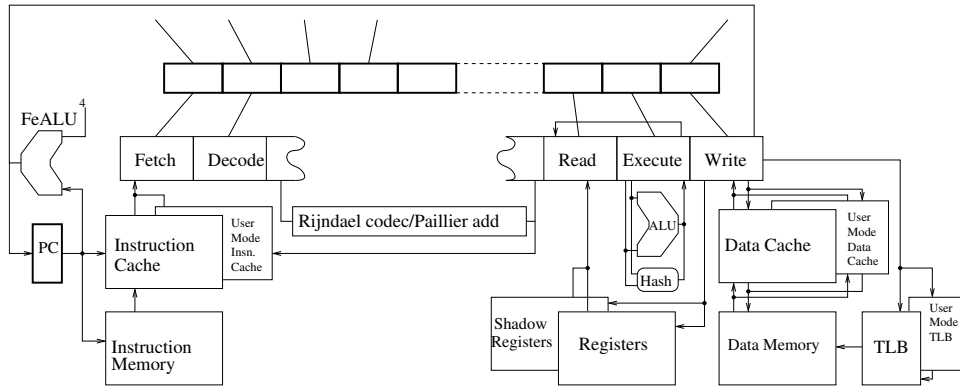 4
FeALU
Fetch
Decode
Read
Execute
Write
Rijndael codec/Paillier add
ALU
PC
Instruction
Cache
User
Mode
Insn.
Cache
Hash
Data Cache
User
Mode
Data
Cache
Instruction
Memory
Shadow
Registers
Registers
Data Memory
TLB
User
Mode
TLB